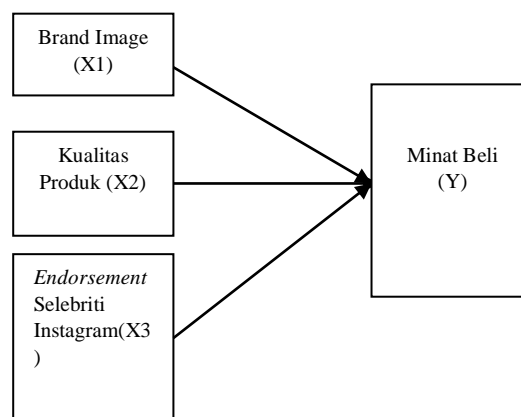 Brand Image
(X1)
Kualitas
Produk (X2)
Endorsement
Selebriti
Instagram(X3
)
Minat Beli
(Y)